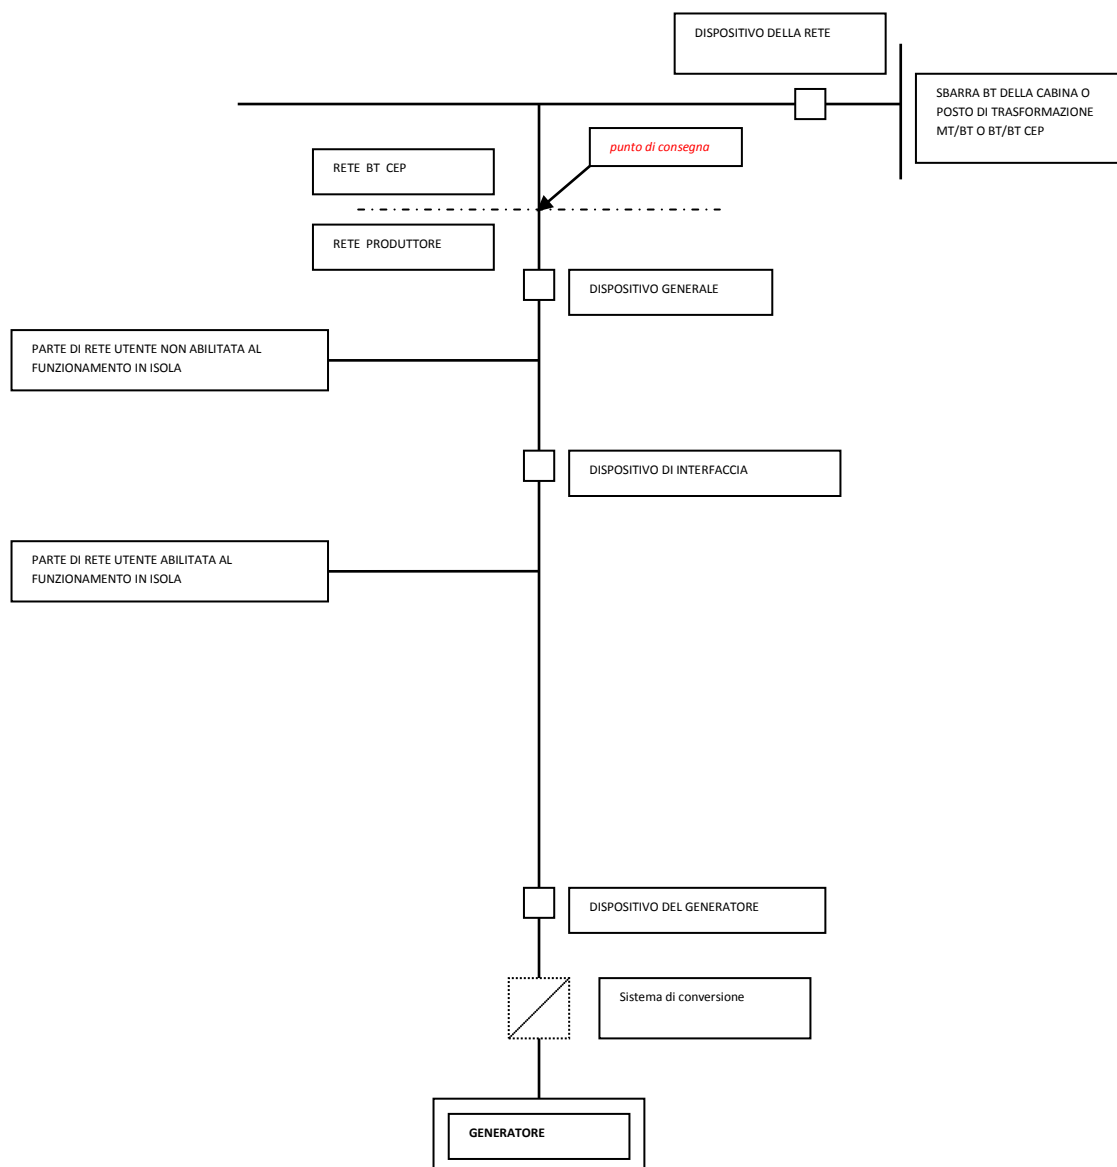 DISPOSITIVO DELLA RETE
SBARRA BT DELLA CABINA O
POSTO DI TRASFORMAZIONE
MT/BT O BT/BT CEP
punto di consegna
RETE BT CEP
RETE PRODUTTORE
DISPOSITIVO GENERALE
PARTE DI RETE UTENTE NON ABILITATA AL
FUNZIONAMENTO IN ISOLA
DISPOSITIVO DI INTERFACCIA
PARTE DI RETE UTENTE ABILITATA AL
FUNZIONAMENTO IN ISOLA
DISPOSITIVO DEL GENERATORE
Sistema di conversione
GENERATORE